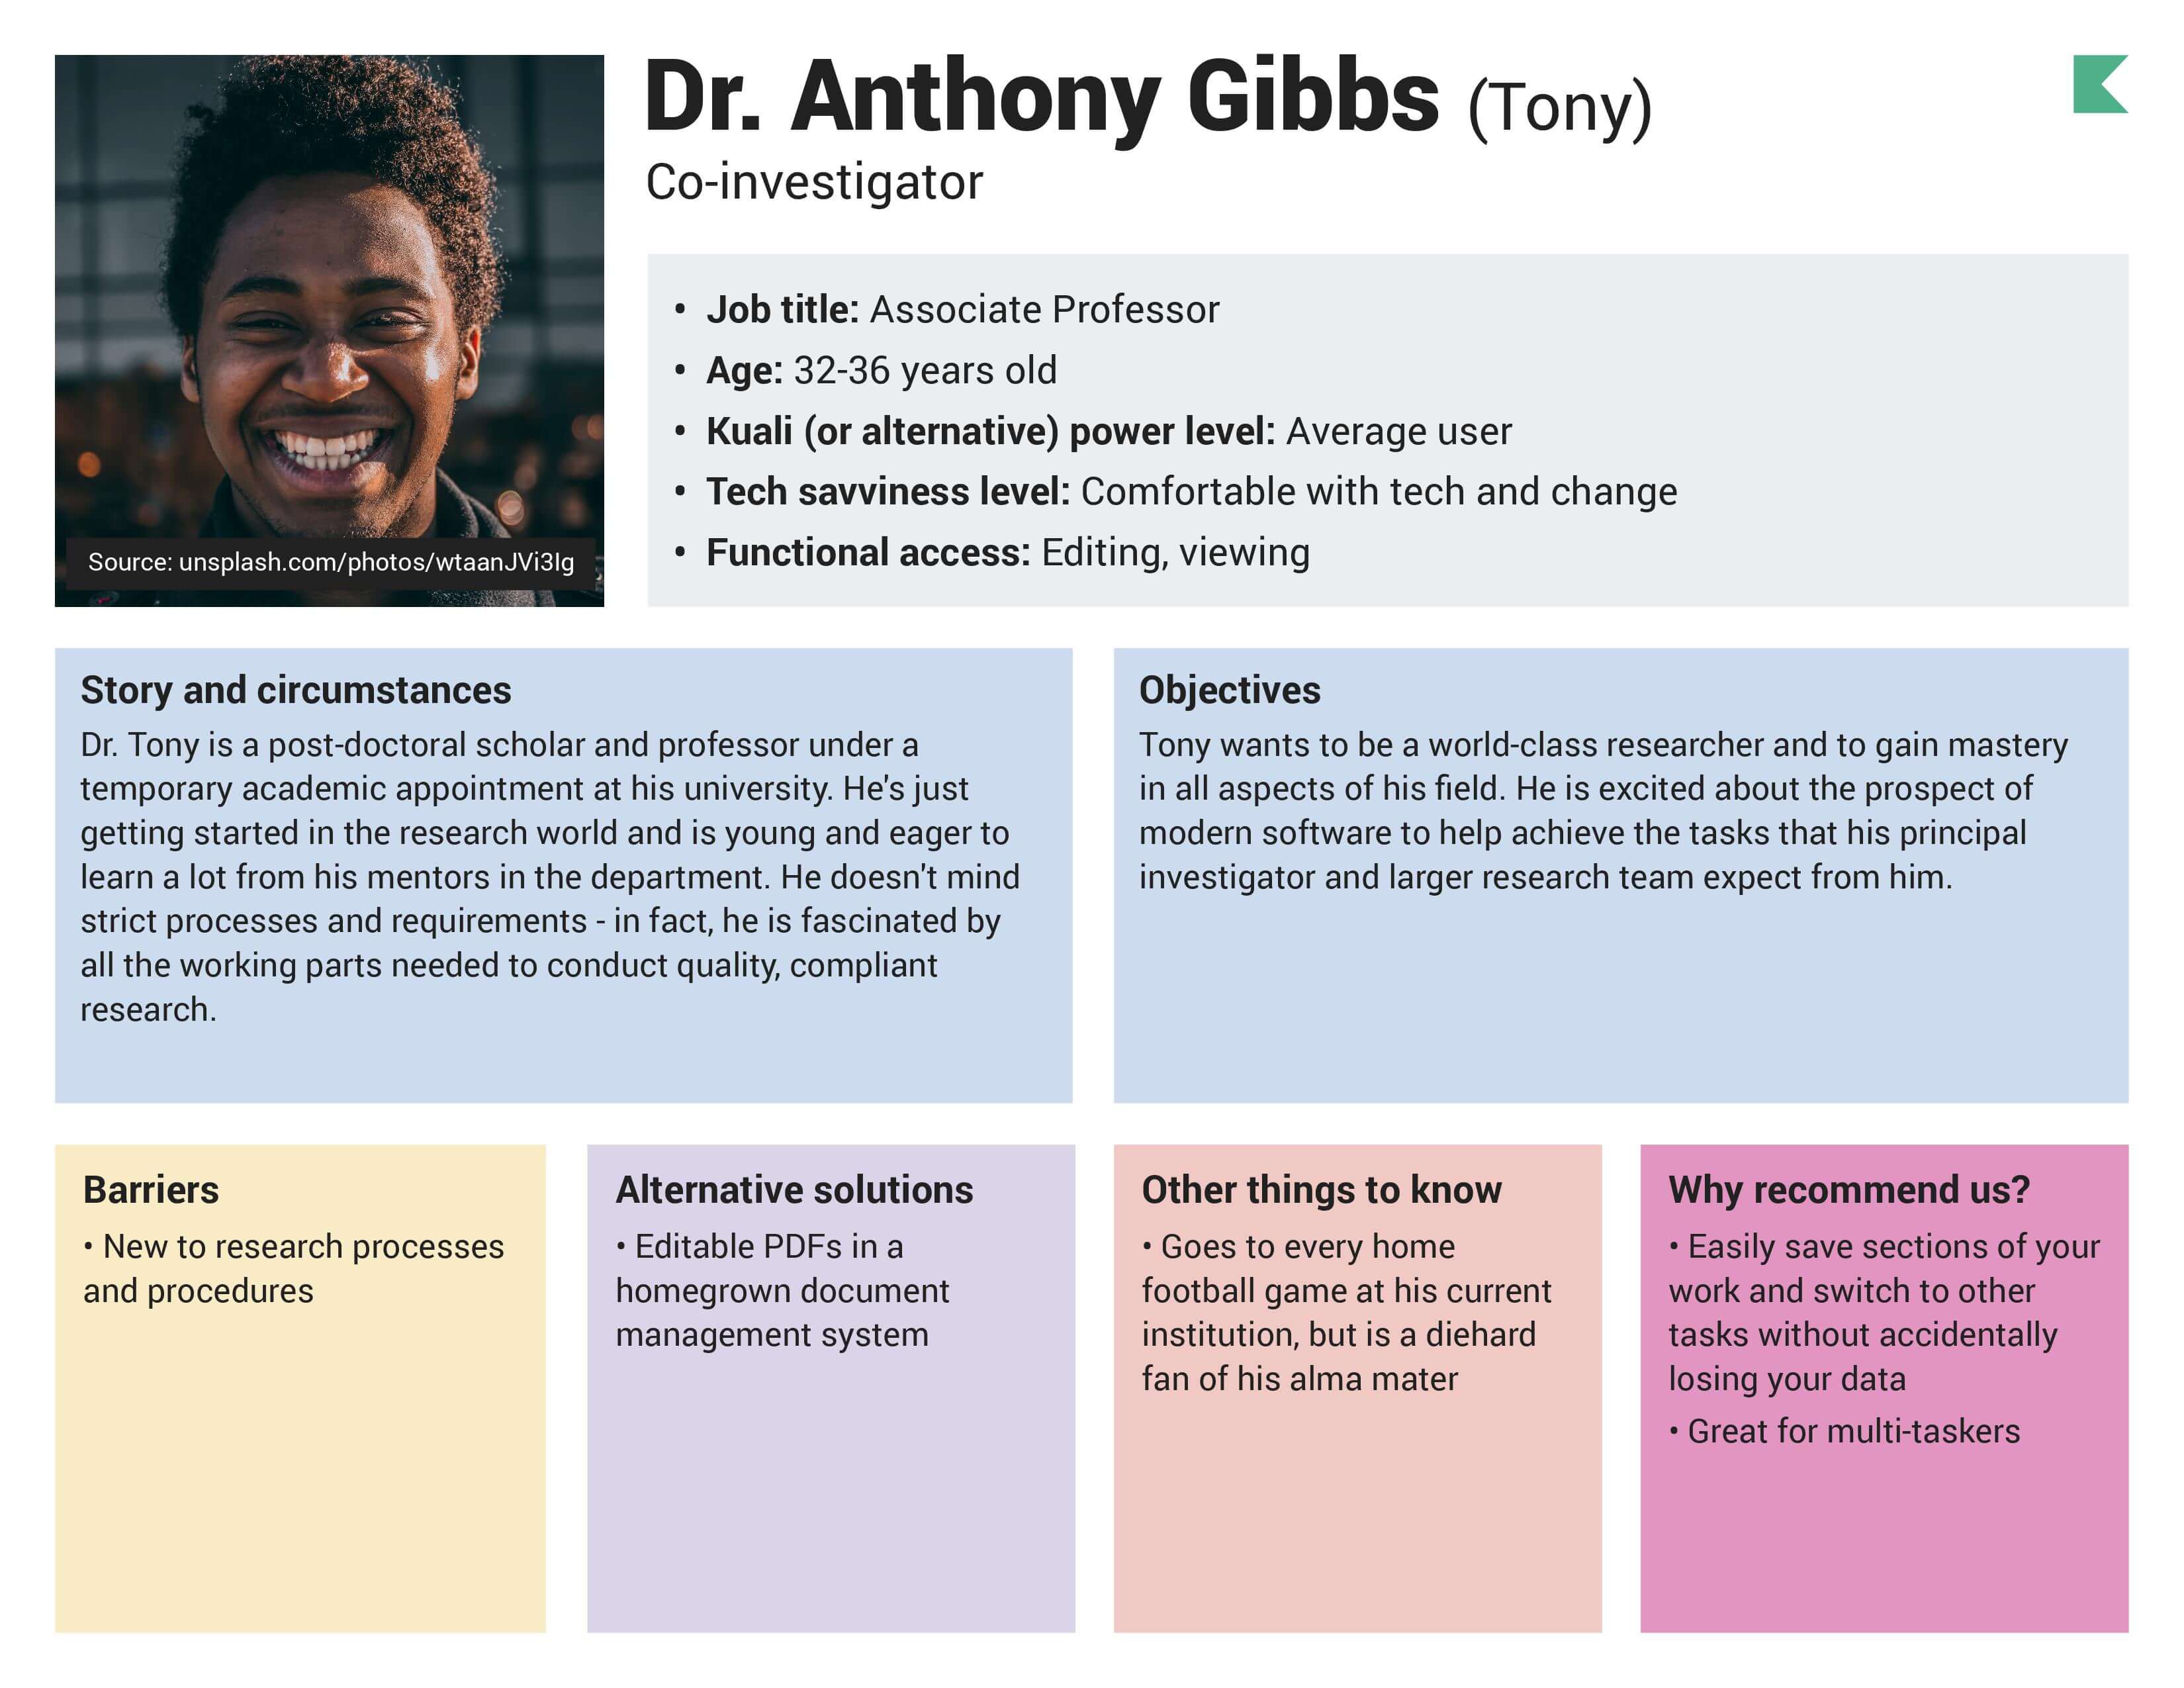 Dr. Anthony Gibbs (Tony)
Co-investigator
• Job title: Associate Professor
• Age: 32-36 years old
• Kuali (or alternative) power level: Average user
• Tech savviness level: Comfortable with tech and change
• Functional access: Editing, viewing
Source: unsplash.com/photos/wtaanJVi3Ig
Story and circumstances
Dr. Tony is a post-doctoral scholar and professor under a
temporary academic appointment at his university. He's just
getting started in the research world and is young and eager to
learn a lot from his mentors in the department. He doesn't mind
strict processes and requirements - in fact, he is fascinated by
all the working parts needed to conduct quality, compliant
research.
Objectives
Tony wants to be a world-class researcher and to gain mastery
in all aspects of his field. He is excited about the prospect of
modern software to help achieve the tasks that his principal
investigator and larger research team expect from him.
Barriers
• New to research processes
and procedures
Alternative solutions
• Editable PDFs in a
homegrown document
management system
Other things to know
• Goes to every home
football game at his current
institution, but is a diehard
fan of his alma mater
Why recommend us?
• Easily save sections of your
work and switch to other
tasks without accidentally
losing your data
• Great for multi-taskers